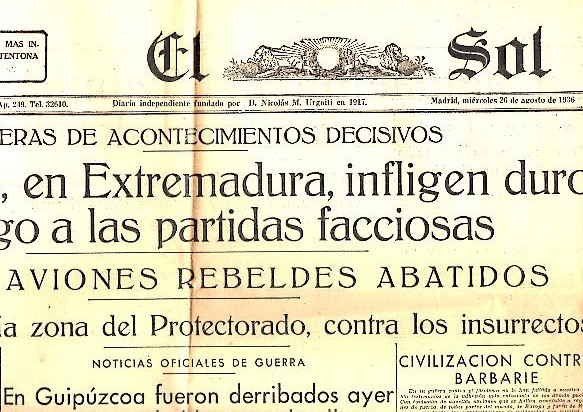 MAS IN-
TENTONA
El Sol
Ap. 249. Tel. 32610. Diario independiente fundado por D. Nicolás M. Urgoiti en 1917. Madrid, miércoles 26 de agosto de 1936
ERAS DE ACONTECIMIENTOS DECISIVOS
, en Extremadura, infligen duro
go a las partidas facciosas
AVIONES REBELDES ABATIDOS
la zona del Protectorado, contra los insurrectos
NOTICIAS OFICIALES DE GUERRA
En Guipúzcoa fueron derribados ayer
CIVILIZACION CONTR
BARBARIE